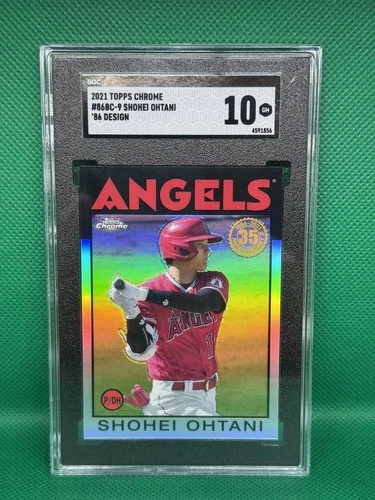 SGC
2021 TOPPS CHROME
#86BC-9 SHOHEI OHTANI
'86 DESIGN
10 GM
4591856
ANGELS
Topps
Chrome
35
ANGELS
1
P/DH
SHOHEI OHTANI